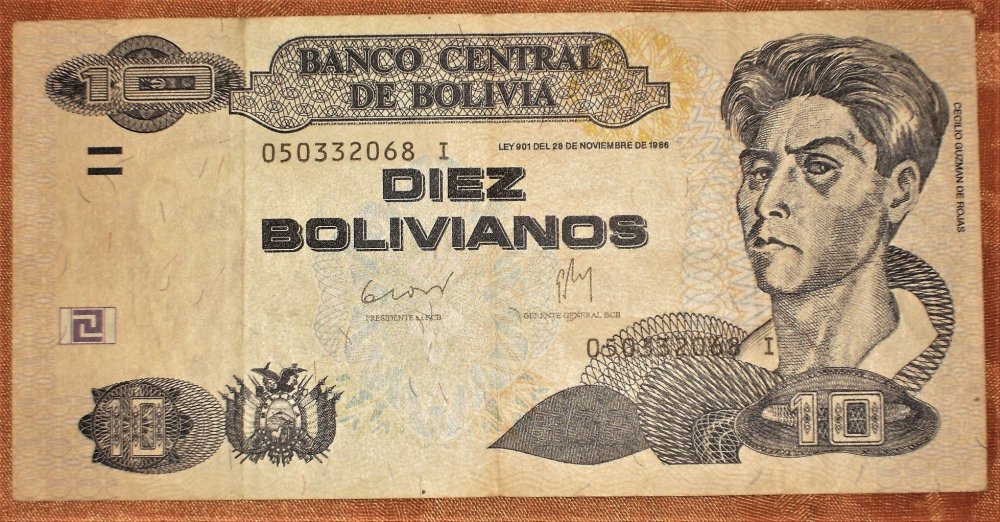 10
BANCO CENTRAL
DE BOLIVIA
050332068 I
LEY 901 DEL 28 DE NOVIEMBRE DE 1986
DIEZ
BOLIVIANOS
CECILIO GUZMAN DE ROJAS
PRESIDENTE BCB
GERENTE GENERAL BCB
050332068 I
10
10